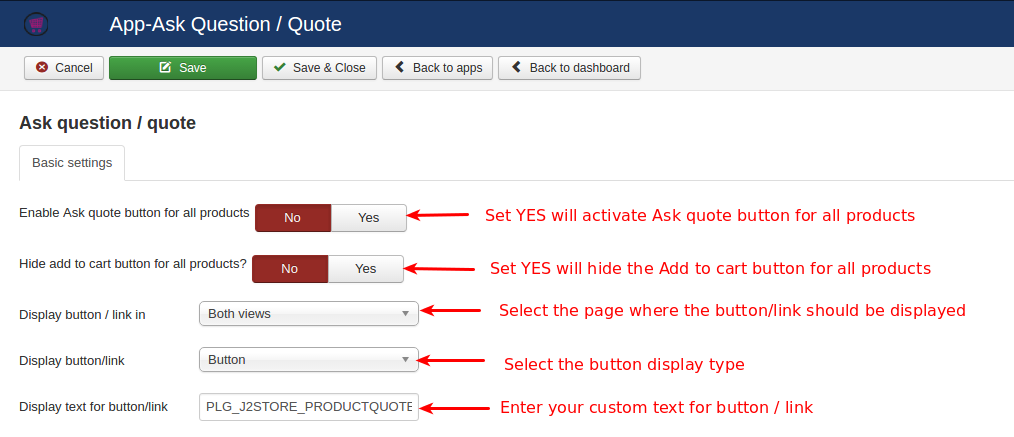 App-Ask Question / Quote
Cancel Save Save & Close Back to apps Back to dashboard
Ask question / quote
Basic settings
Enable Ask quote button for all products No Yes Set YES will activate Ask quote button for all products
Hide add to cart button for all products? No Yes Set YES will hide the Add to cart button for all products
Display button / link in Both views Select the page where the button/link should be displayed
Display button/link Button Select the button display type
Display text for button/link PLG_J2STORE_PRODUCTQUOTE Enter your custom text for button / link